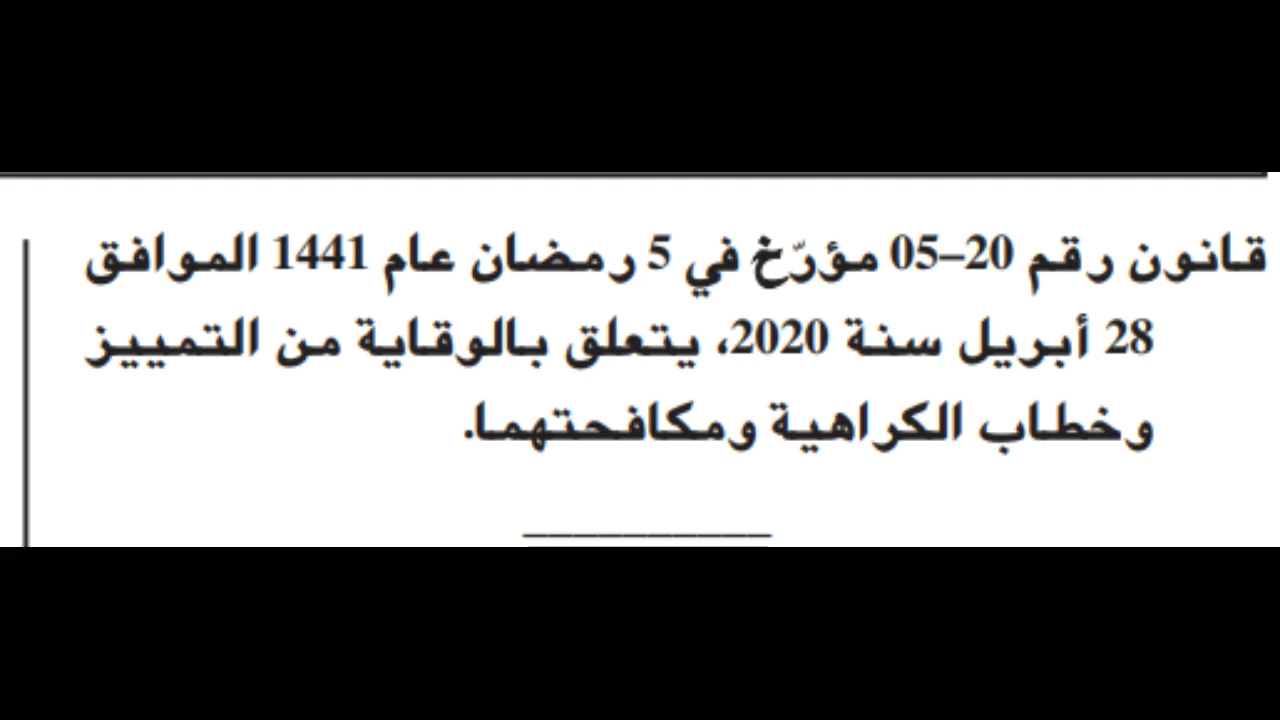 قانون رقم 20–05 مؤرّخ في 5 رمضان عام 1441 الموافق
28 أبريل سنة 2020، يتعلق بالوقاية من التمييز
وخطاب الكراهية ومكافحتهما.